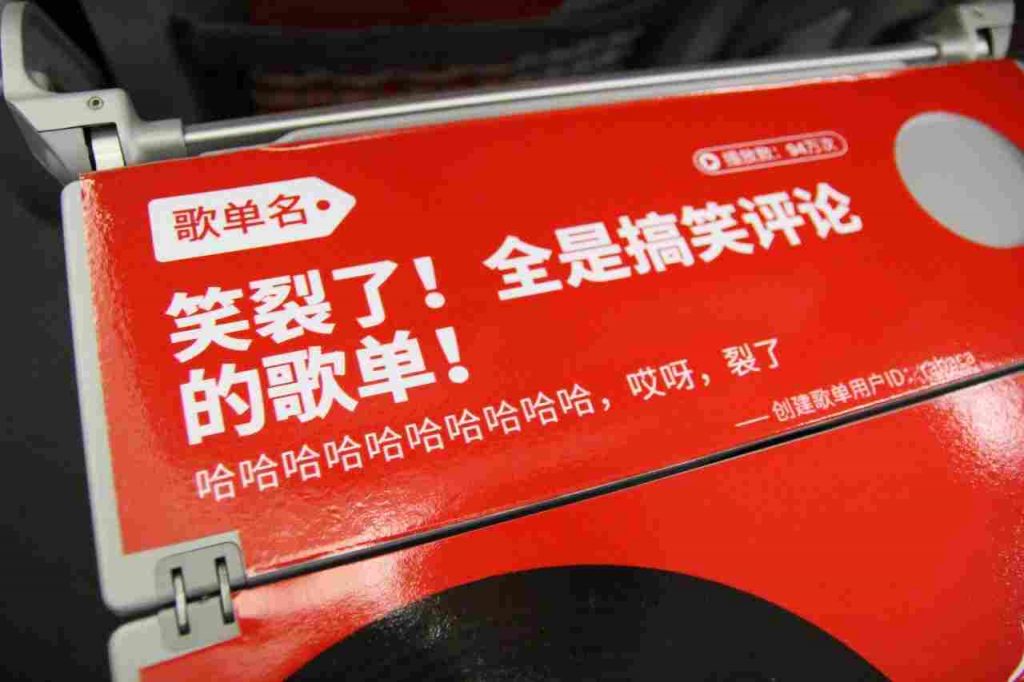 播放数：94万次
歌单名
笑裂了！全是搞笑评论
的歌单！
哈哈哈哈哈哈哈哈哈哈，哎呀，裂了
——创建歌单用户ID：